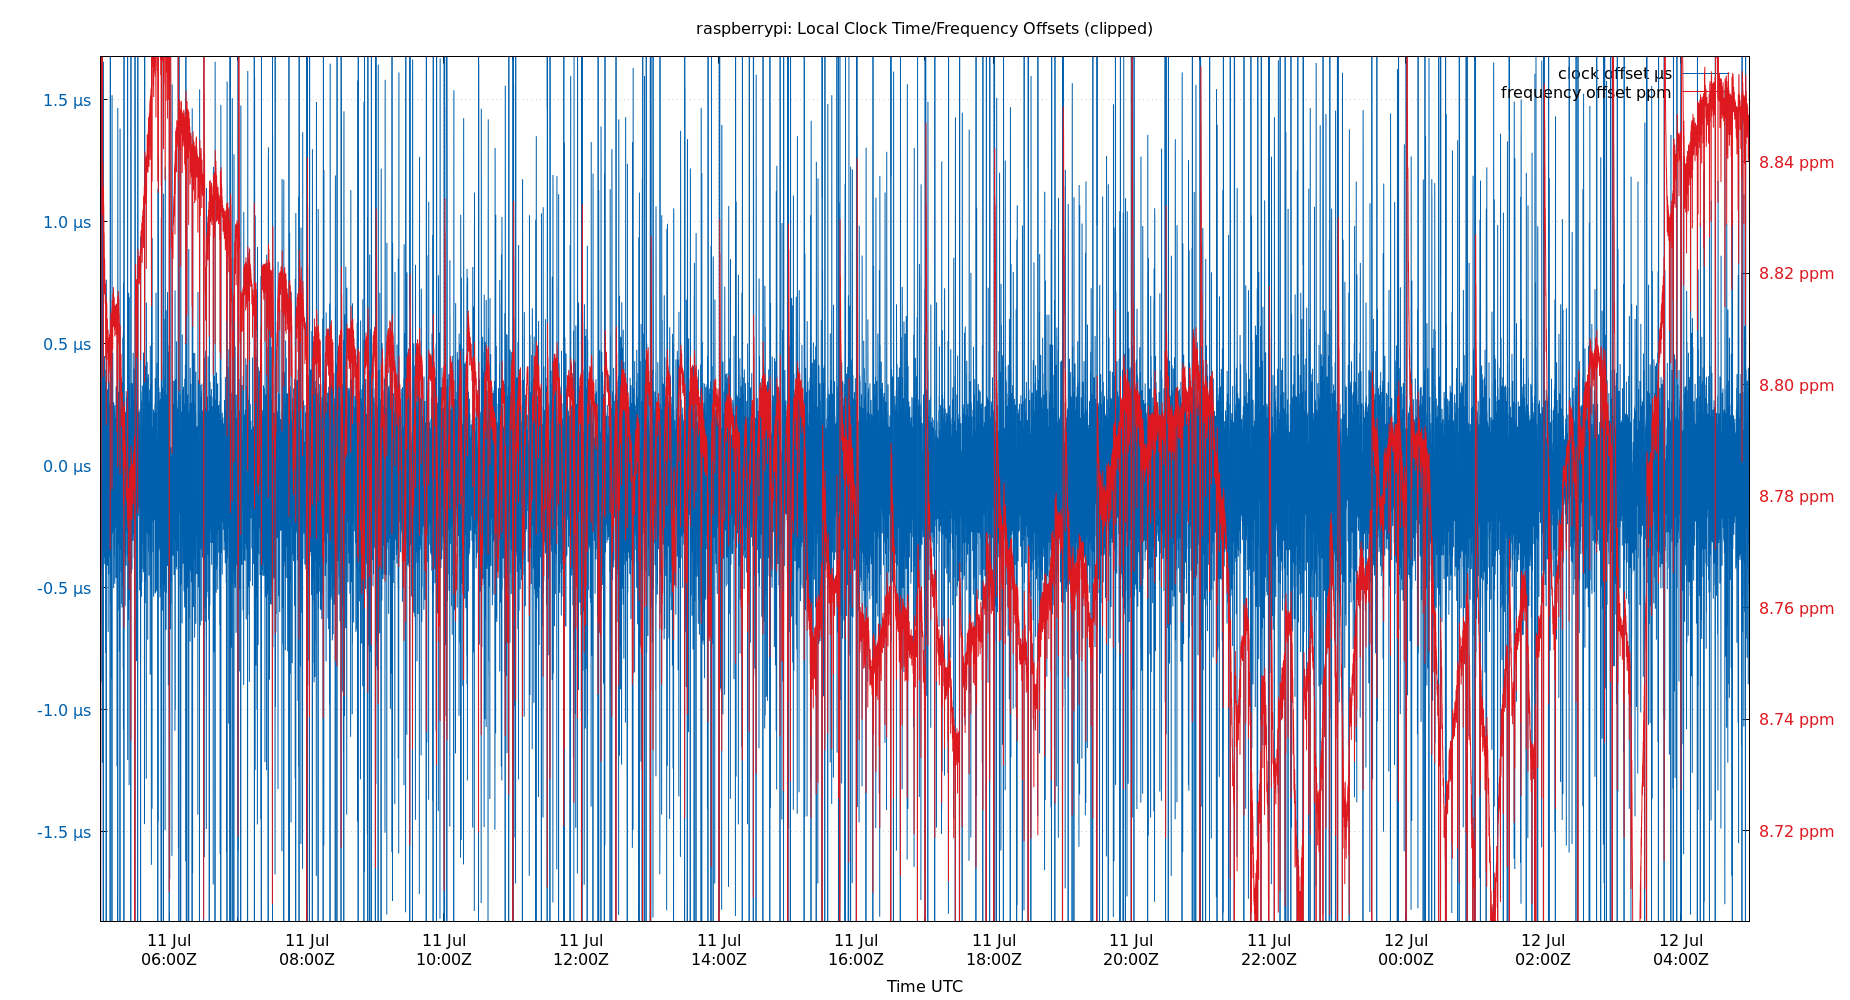 raspberrypi: Local Clock Time/Frequency Offsets (clipped)
clock offset µs
frequency offset ppm
1.5 µs
1.0 µs
0.5 µs
0.0 µs
-0.5 µs
-1.0 µs
-1.5 µs
8.84 ppm
8.82 ppm
8.80 ppm
8.78 ppm
8.76 ppm
8.74 ppm
8.72 ppm
11 Jul 11 Jul 11 Jul 11 Jul 11 Jul 11 Jul 11 Jul 11 Jul 11 Jul 12 Jul 12 Jul 12 Jul
06:00Z 08:00Z 10:00Z 12:00Z 14:00Z 16:00Z 18:00Z 20:00Z 22:00Z 00:00Z 02:00Z 04:00Z
Time UTC